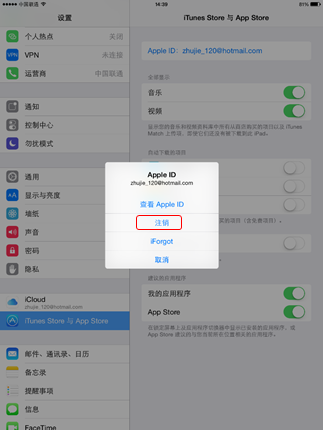 中国联通
14:39
81%
设置
iTunes Store 与 App Store
个人热点 关闭
VPN 未连接
运营商 中国联通
通知
控制中心
勿扰模式
通用
显示与亮度
墙纸
声音
密码
隐私
iCloud
zhujie_120@hotmail.com
iTunes Store 与 App Store
邮件、通讯录、日历
备忘录
提醒事项
信息
FaceTime
Apple ID：zhujie_120@hotmail.com
全部显示
音乐
视频
自动下载的项目
Apple ID
zhujie_120@hotmail.com
查看 Apple ID
注销
iForgot
取消
建议的应用程序
我的应用程序
App Store